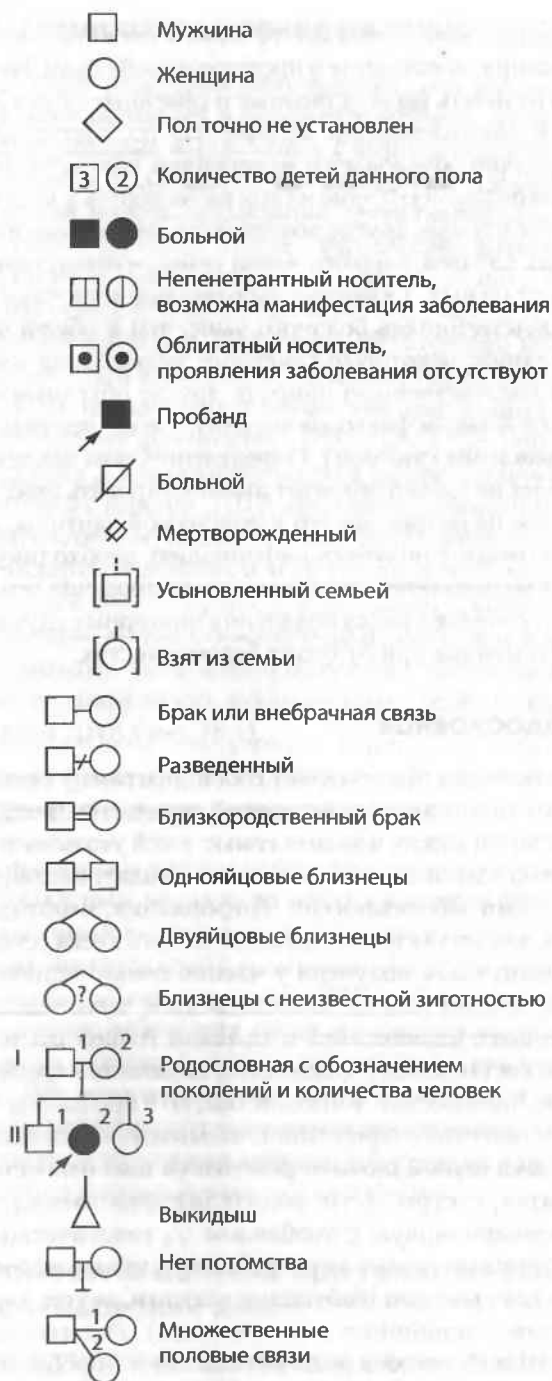 Мужчина
Женщина
Пол точно не установлен
3 2 Количество детей данного пола
Больной
Непенетрантный носитель,
возможна манифестация заболевания
Облигатный носитель,
проявления заболевания отсутствуют
Пробанд
Больной
Мертворожденный
Усыновленный семьей
Взят из семьи
Брак или внебрачная связь
Разведенный
Близкородственный брак
Однояйцовые близнецы
Двуяйцовые близнецы
? Близнецы с неизвестной зиготностью
I 1 2 Родословная с обозначением
поколений и количества человек
II 1 2 3
Выкидыш
Нет потомства
1 Множественные
2 половые связи